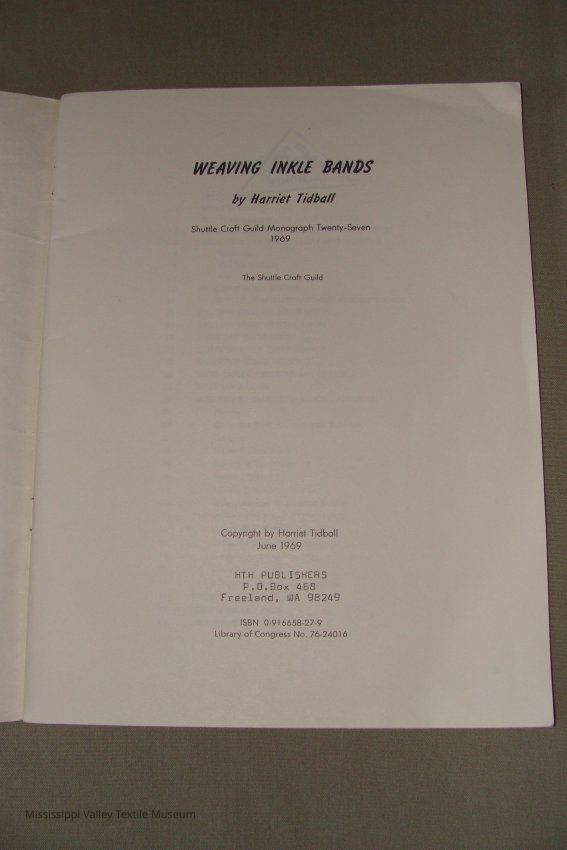 WEAVING INKLE BANDS
by Harriet Tidball
Shuttle Craft Guild Monograph Twenty-Seven
1969
The Shuttle Craft Guild
Copyright by Harriet Tidball
June 1969
HTH PUBLISHERS
P.O.Box 468
Freeland, WA 98249
ISBN 0-916658-27-9
Library of Congress No. 76-24016
Mississippi Valley Textile Museum